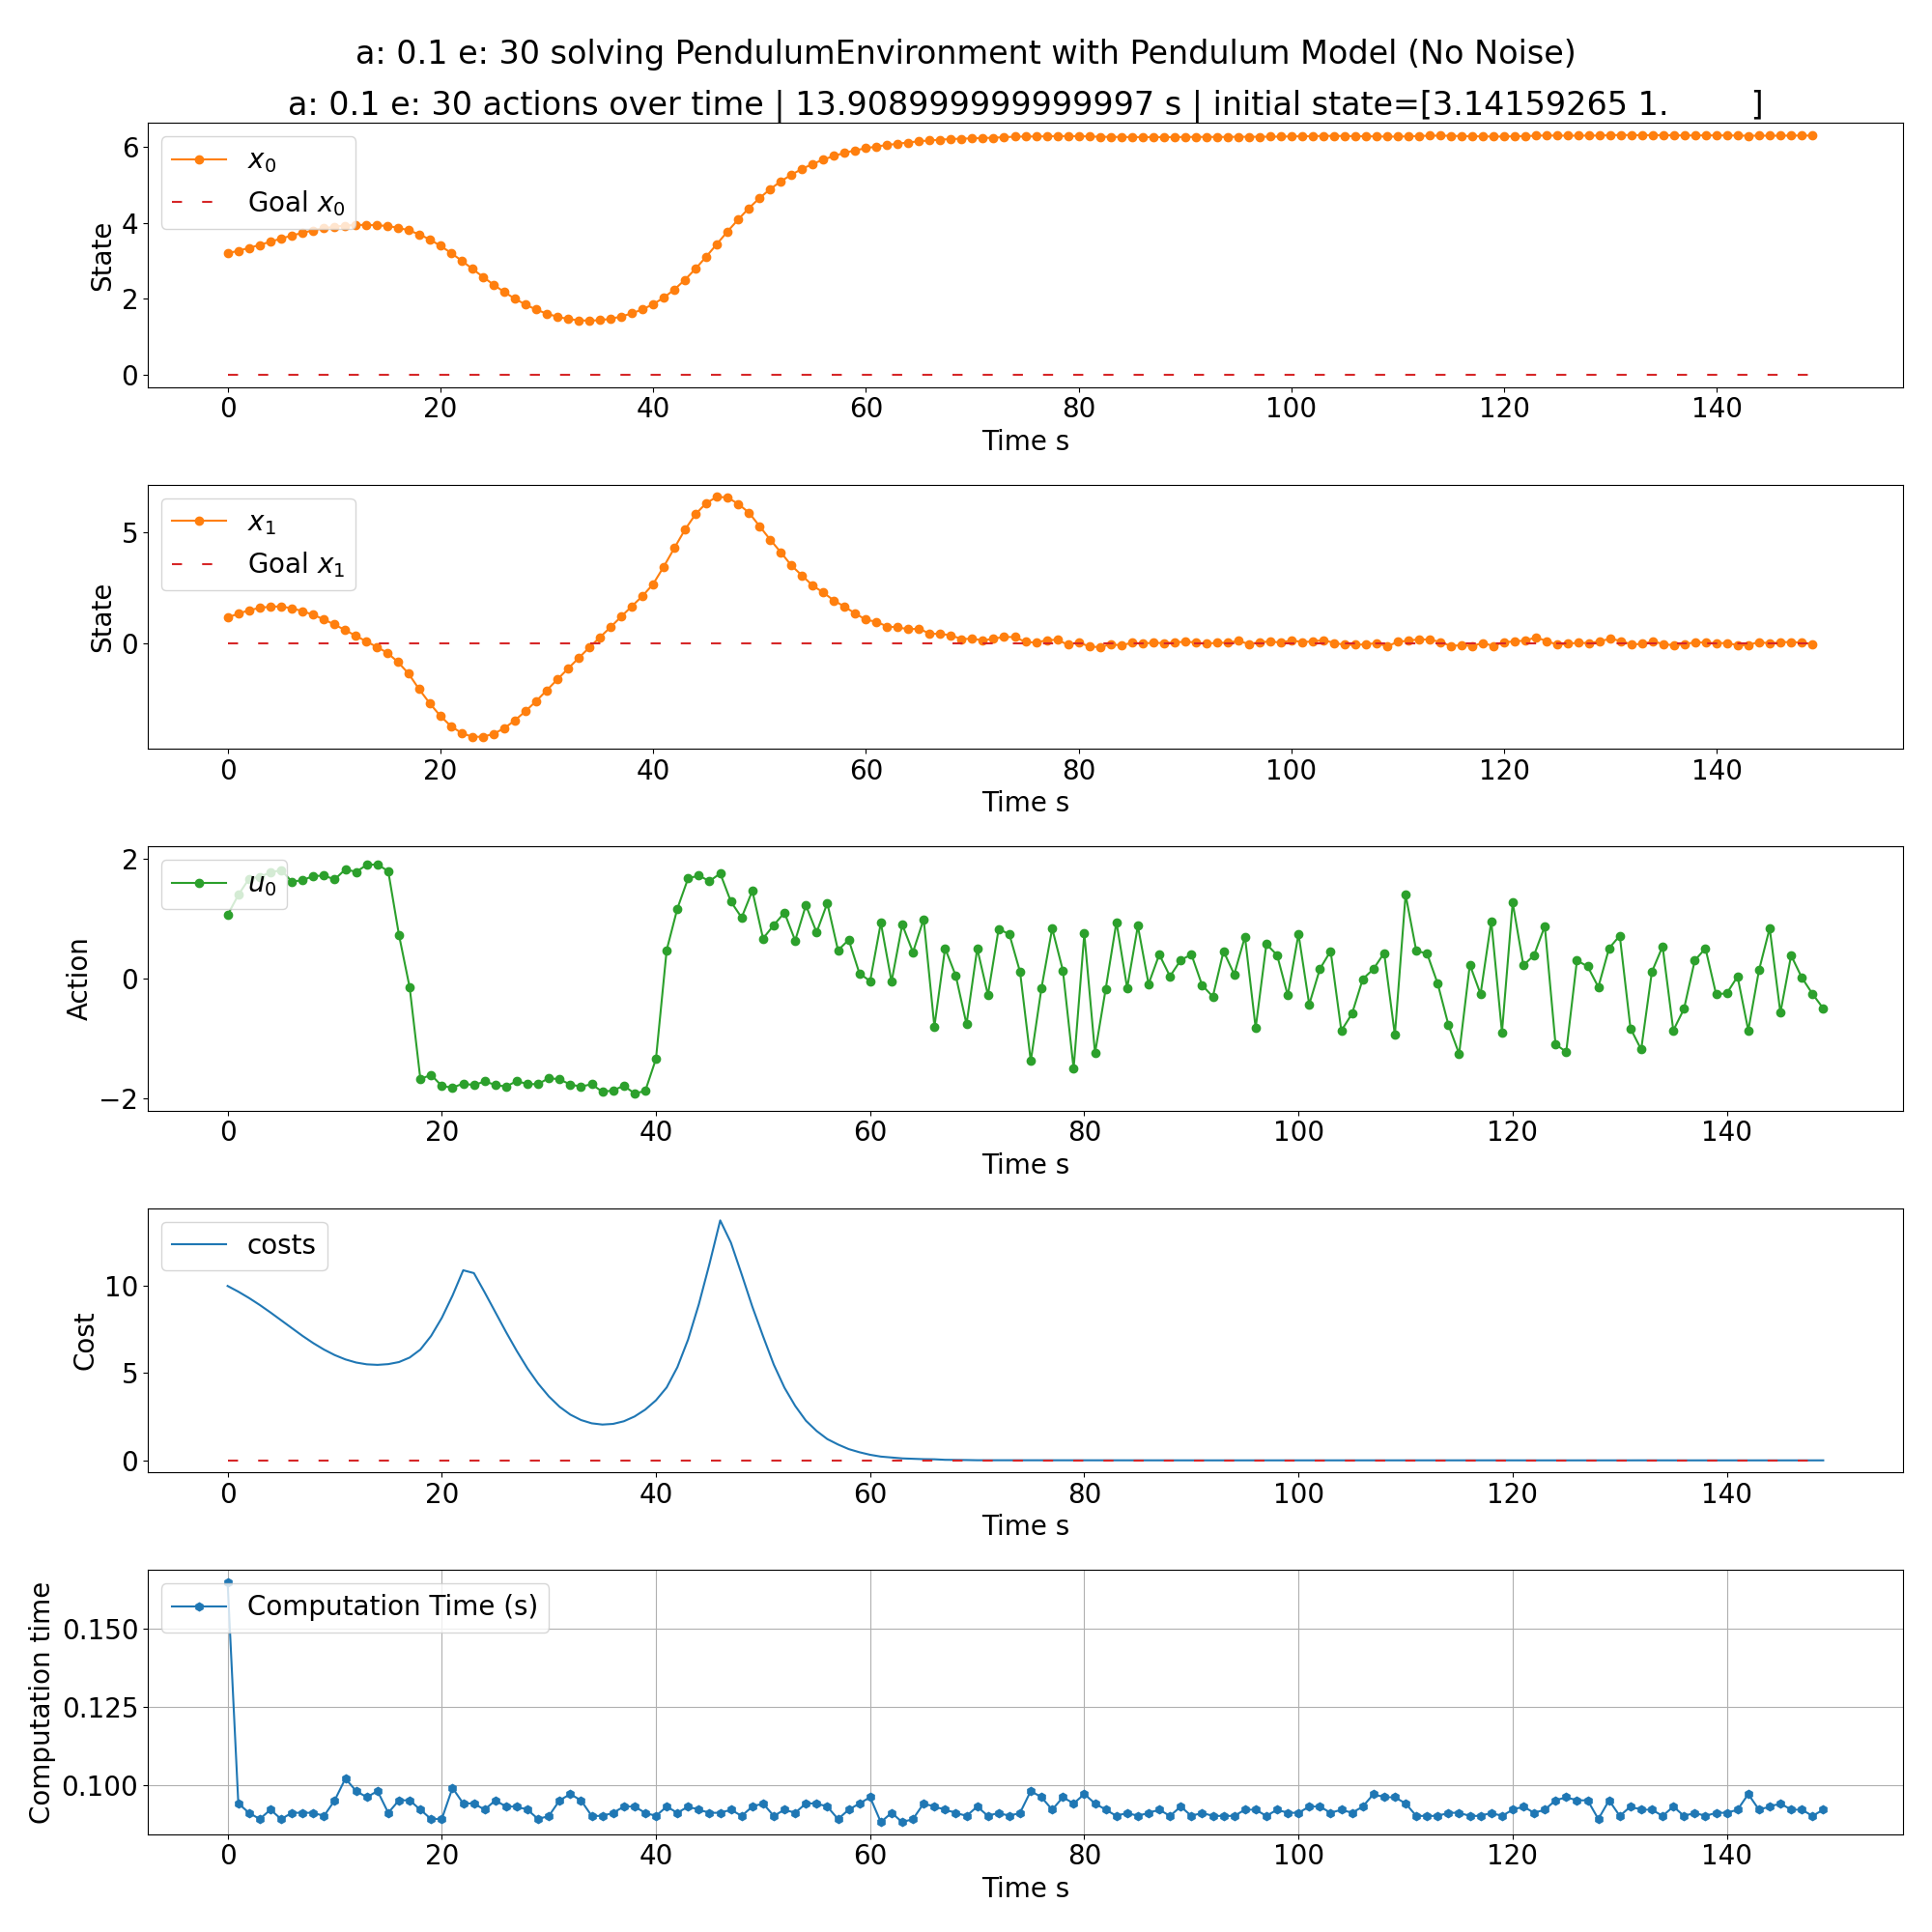 a: 0.1 e: 30 solving PendulumEnvironment with Pendulum Model (No Noise)
a: 0.1 e: 30 actions over time | 13.908999999999997 s | initial state=[3.14159265 1.        ]
x₀
Goal x₀
State
6
4
2
0
0 20 40 60 80 100 120 140
Time s
x₁
Goal x₁
State
5
0
0 20 40 60 80 100 120 140
Time s
u₀
Action
2
0
−2
0 20 40 60 80 100 120 140
Time s
costs
Cost
10
5
0
0 20 40 60 80 100 120 140
Time s
Computation Time (s)
Computation time
0.150
0.125
0.100
0 20 40 60 80 100 120 140
Time s